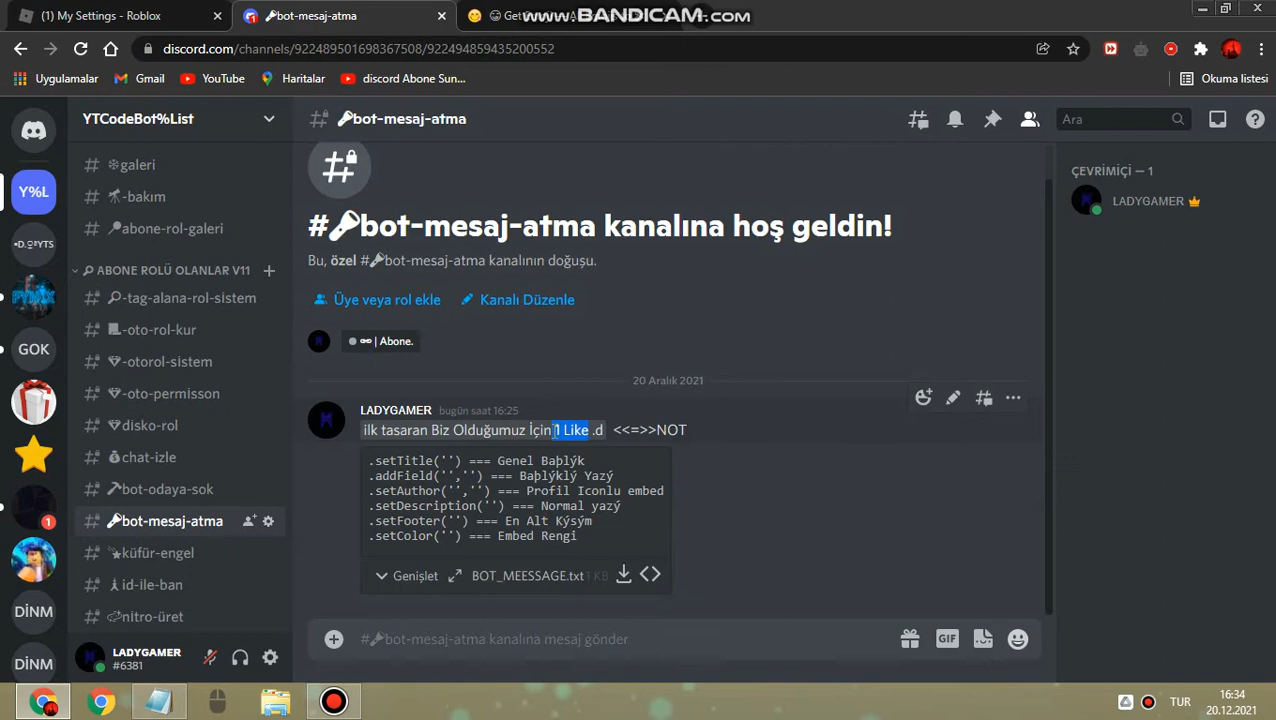 (1) My Settings - Roblox
#bot-mesaj-atma
www.BANDICAM.com
discord.com/channels/922489501698367508/922494859435200552
Uygulamalar
Gmail
YouTube
Haritalar
discord Abone Sun...
Okuma listesi
YTCodeBot%List
bot-mesaj-atma
Ara
galeri
-bakım
abone-rol-galeri
ABONE ROLÜ OLANLAR V11
-tag-alana-rol-sistem
-oto-rol-kur
-otorol-sistem
-oto-permisson
disko-rol
chat-izle
bot-odaya-sok
bot-mesaj-atma
küfür-engel
id-ile-ban
nitro-üret
Y%L
•D.
YTS
GOK
1
DİNM
DİNM
LADYGAMER
#6381
#bot-mesaj-atma kanalına hoş geldin!
Bu, özel #bot-mesaj-atma kanalının doğuşu.
Üye veya rol ekle
Kanalı Düzenle
| Abone.
20 Aralık 2021
LADYGAMER bugün saat 16:25
ilk tasaran Biz Olduğumuz İçin 1 Like .d <<=>>NOT
.setTitle('') === Genel Baþlýk
.addField('','') === Baþlýklý Yazý
.setAuthor('','') === Profil Iconlu embed
.setDescription('') === Normal yazý
.setFooter('') === En Alt Kýsým
.setColor('') === Embed Rengi
Genişlet
BOT_MEESSAGE.txt 1 KB
#bot-mesaj-atma kanalına mesaj gönder
GIF
ÇEVRİMİÇİ — 1
LADYGAMER
TUR
16:34
20.12.2021